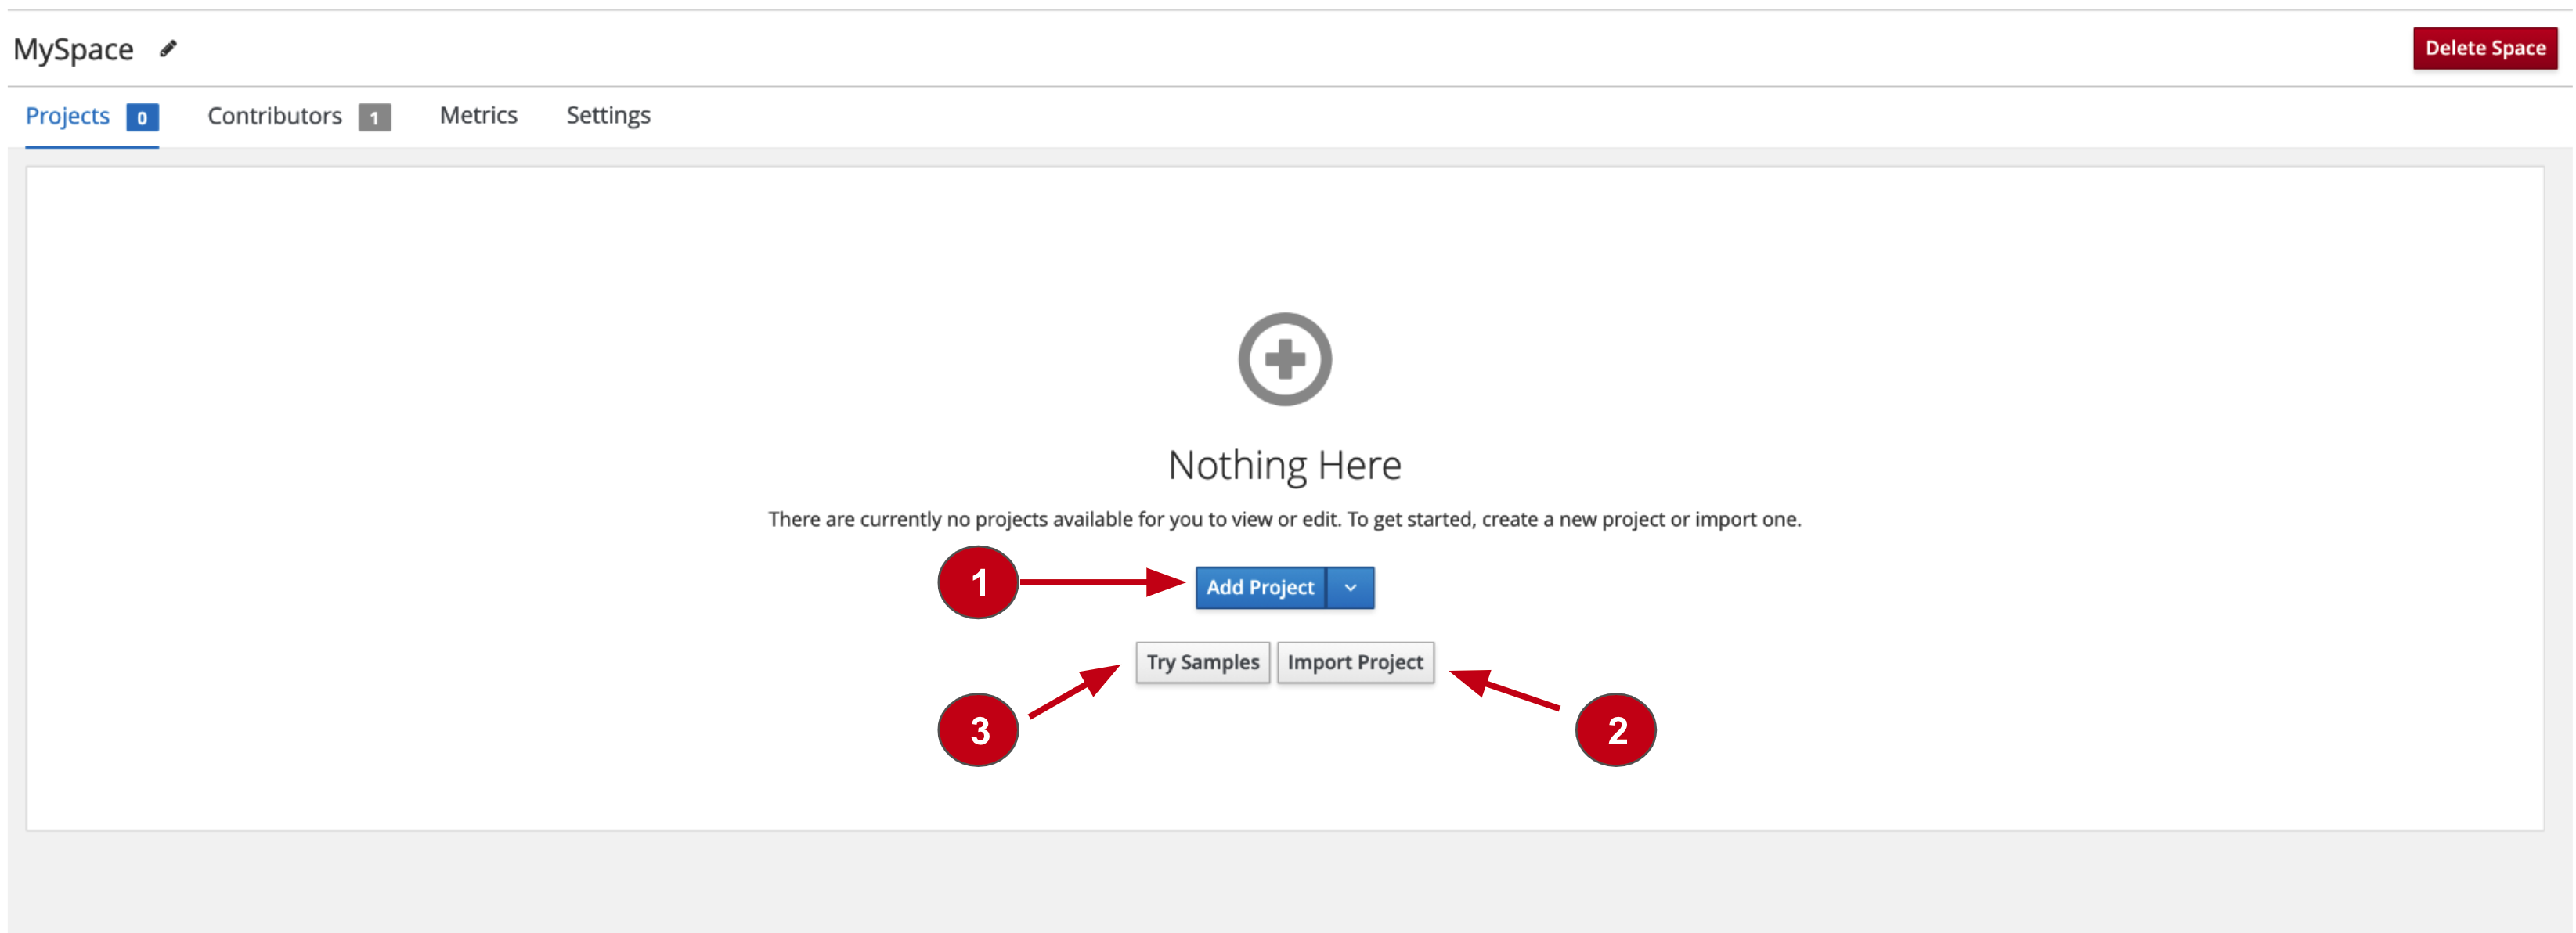 MySpace
Delete Space
Projects 0 Contributors 1 Metrics Settings
Nothing Here
There are currently no projects available for you to view or edit. To get started, create a new project or import one.
1 Add Project
Try Samples Import Project
3 2